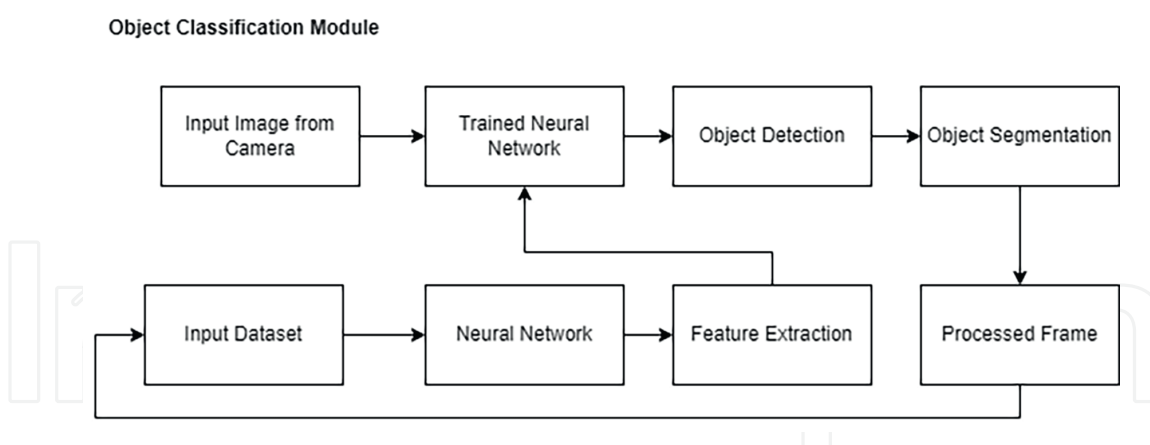 Object Classification Module
Input Image from
Camera
Trained Neural
Network
Object Detection
Object Segmentation
Input Dataset
Neural Network
Feature Extraction
Processed Frame